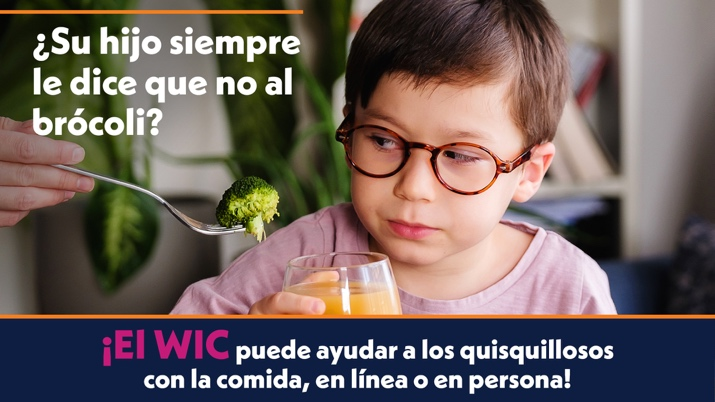 ¿Su hijo siempre
le dice que no al
brócoli?
¡El WIC puede ayudar a los quisquillosos
con la comida, en línea o en persona!